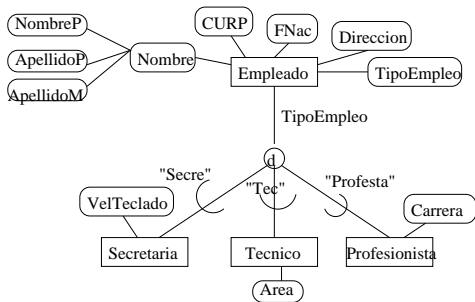 NombreP
CURP
FNac
Direccion
ApellidoP
Nombre
Empleado
TipoEmpleo
ApellidoM
TipoEmpleo
d
"Secre"
"Tec"
"Profesta"
VelTeclado
Carrera
Secretaria
Tecnico
Profesionista
Area